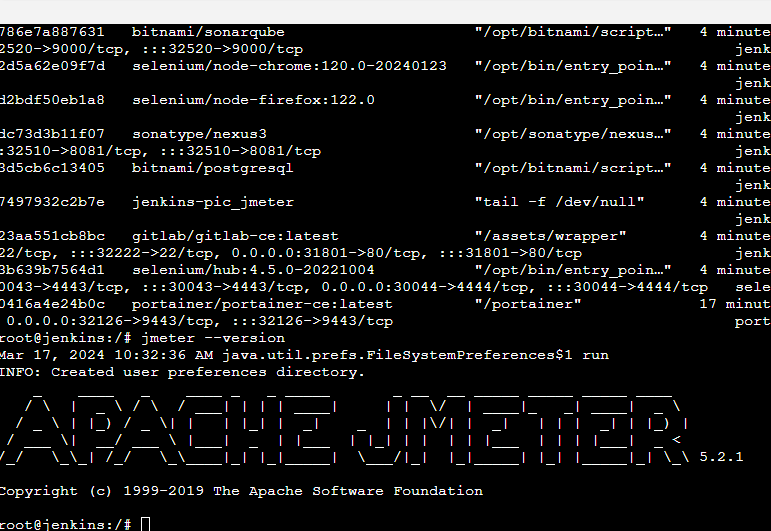 786e7a887631 bitnami/sonarqube "/opt/bitnami/script…" 4 minute
32520->9000/tcp, :::32520->9000/tcp jenk
2d5a62e09f7d selenium/node-chrome:120.0-20240123 "/opt/bin/entry_poin…" 4 minute
jenk
d2bdf50eb1a8 selenium/node-firefox:122.0 "/opt/bin/entry_poin…" 4 minute
jenk
dc73d3b11f07 sonatype/nexus3 "/opt/sonatype/nexus…" 4 minute
:32510->8081/tcp, :::32510->8081/tcp jenk
3d5cb6c13405 bitnami/postgresql "/opt/bitnami/script…" 4 minute
jenk
7497932c2b7e jenkins-pic_jmeter "tail -f /dev/null" 4 minute
jenk
23aa551cb8bc gitlab/gitlab-ce:latest "/assets/wrapper" 4 minute
22/tcp, :::32222->22/tcp, 0.0.0.0:31801->80/tcp, :::31801->80/tcp jenk
3b639b7564d1 selenium/hub:4.5.0-20221004 "/opt/bin/entry_poin…" 4 minute
0043->4443/tcp, :::30043->4443/tcp, 0.0.0.0:30044->4444/tcp, :::30044->4444/tcp sele
0416a4e24b0c portainer/portainer-ce:latest "/portainer" 17 minut
0.0.0.0:32126->9443/tcp, :::32126->9443/tcp port
root@jenkins:/# jmeter --version
Mar 17, 2024 10:32:36 AM java.util.prefs.FileSystemPreferences$1 run
INFO: Created user preferences directory.
APACHE JMETER 5.2.1
Copyright (c) 1999-2019 The Apache Software Foundation
root@jenkins:/#